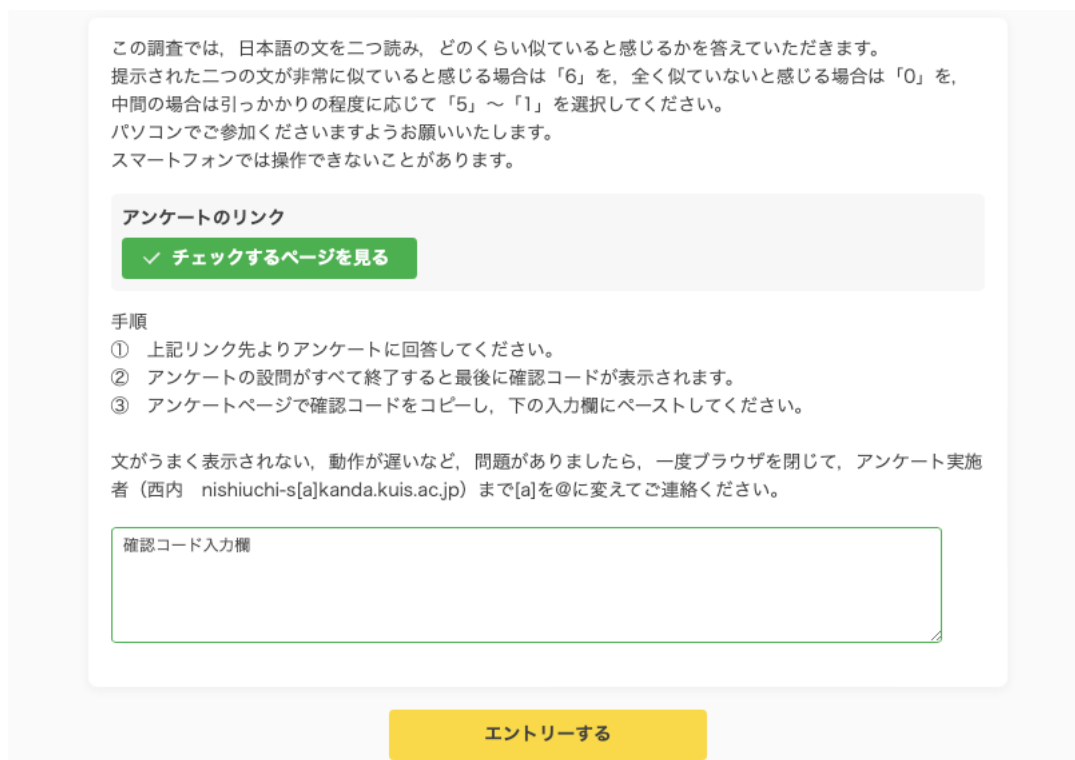 この調査では，日本語の文を二つ読み，どのくらい似ていると感じるかを答えていただきます。
提示された二つの文が非常に似ていると感じる場合は「6」を，全く似ていないと感じる場合は「0」を，
中間の場合は引っかかりの程度に応じて「5」～「1」を選択してください。
パソコンでご参加くださいますようお願いいたします。
スマートフォンでは操作できないことがあります。
アンケートのリンク
✓ チェックするページを見る
手順
①　上記リンク先よりアンケートに回答してください。
②　アンケートの設問がすべて終了すると最後に確認コードが表示されます。
③　アンケートページで確認コードをコピーし，下の入力欄にペーストしてください。
文がうまく表示されない，動作が遅いなど，問題がありましたら，一度ブラウザを閉じて，アンケート実施
者（西内　nishiuchi-s[a]kanda.kuis.ac.jp）まで[a]を@に変えてご連絡ください。
確認コード入力欄
エントリーする